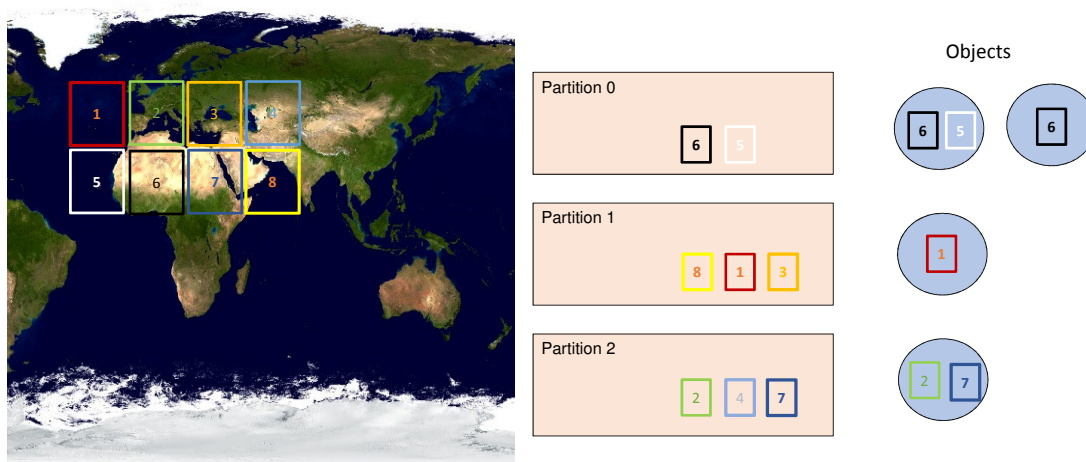 Objects
Partition 0
6 5
6 5
6
1 2 3 4
5 6 7 8
Partition 1
8 1 3
1
Partition 2
2 4 7
2 7